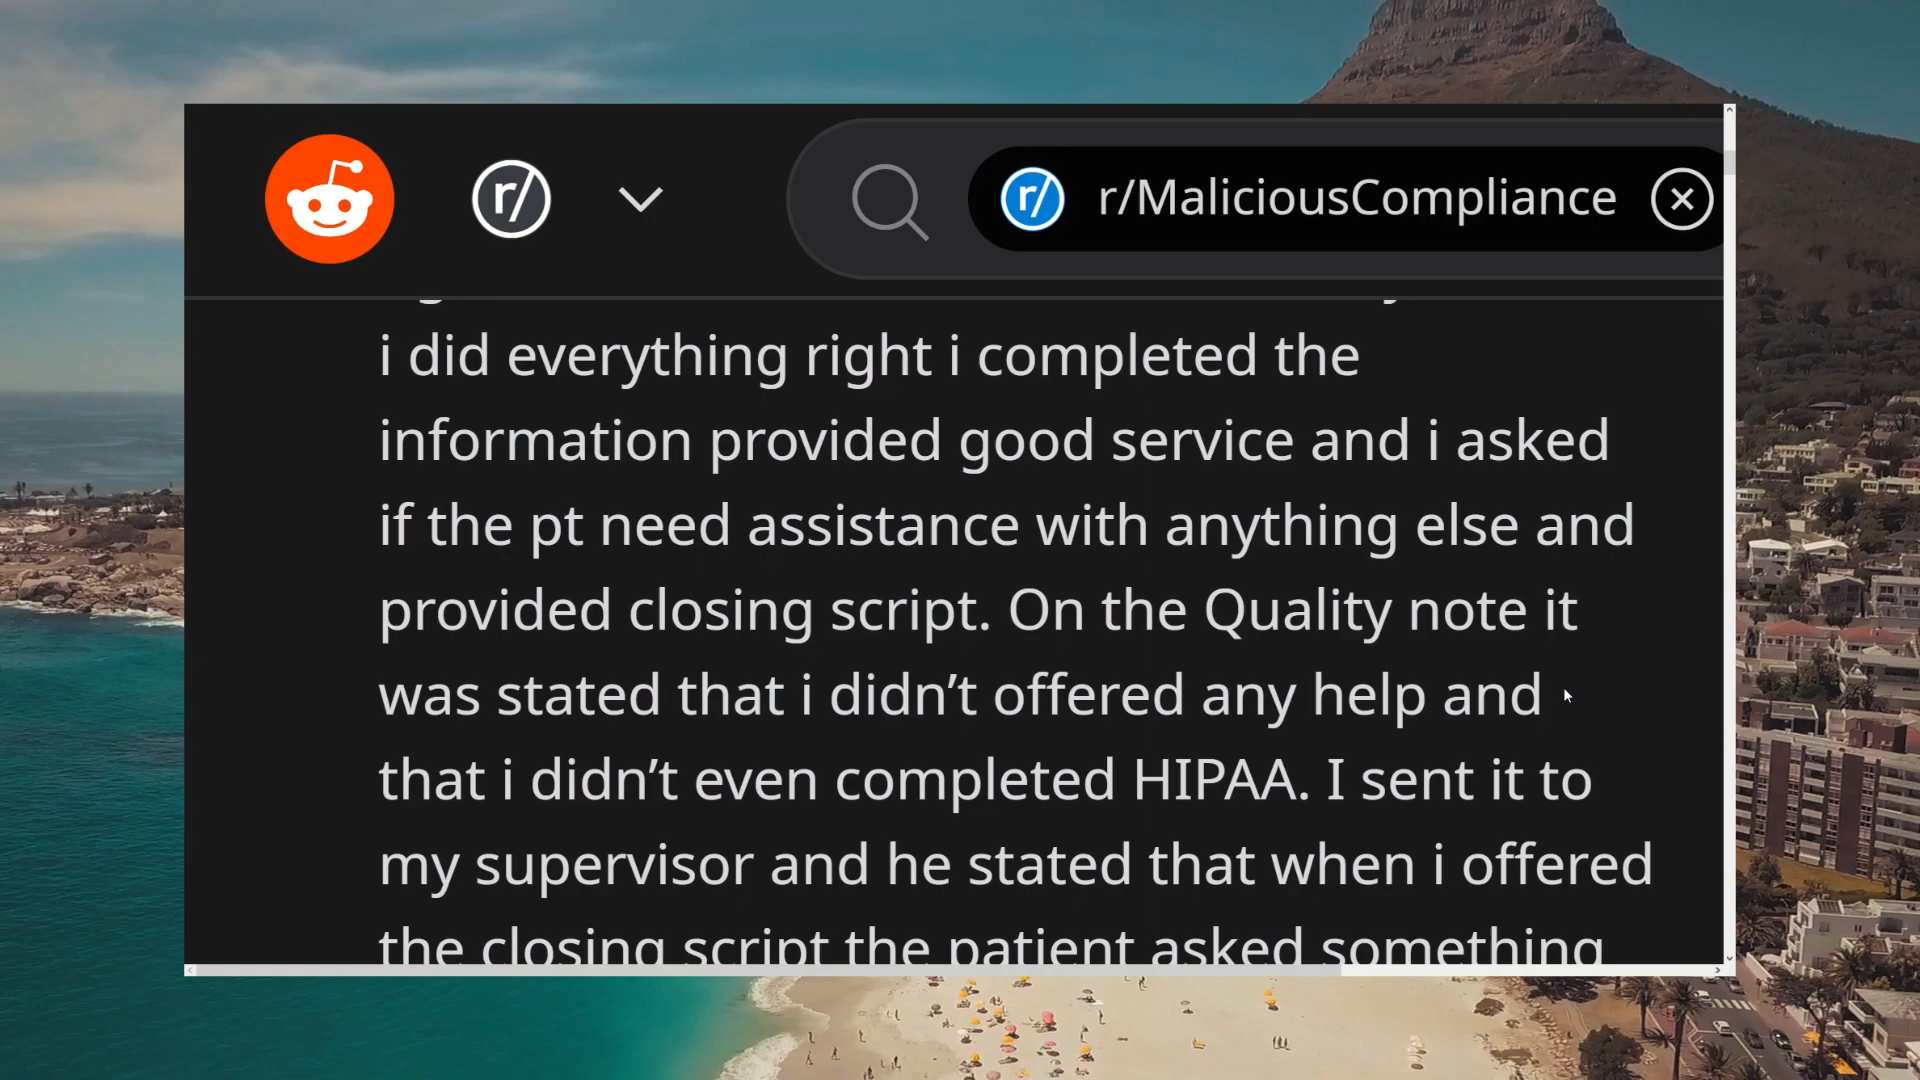 r/
r/
r/MaliciousCompliance
i did everything right i completed the
information provided good service and i asked
if the pt need assistance with anything else and
provided closing script. On the Quality note it
was stated that i didn’t offered any help and
that i didn’t even completed HIPAA. I sent it to
my supervisor and he stated that when i offered
the closing script the patient asked something